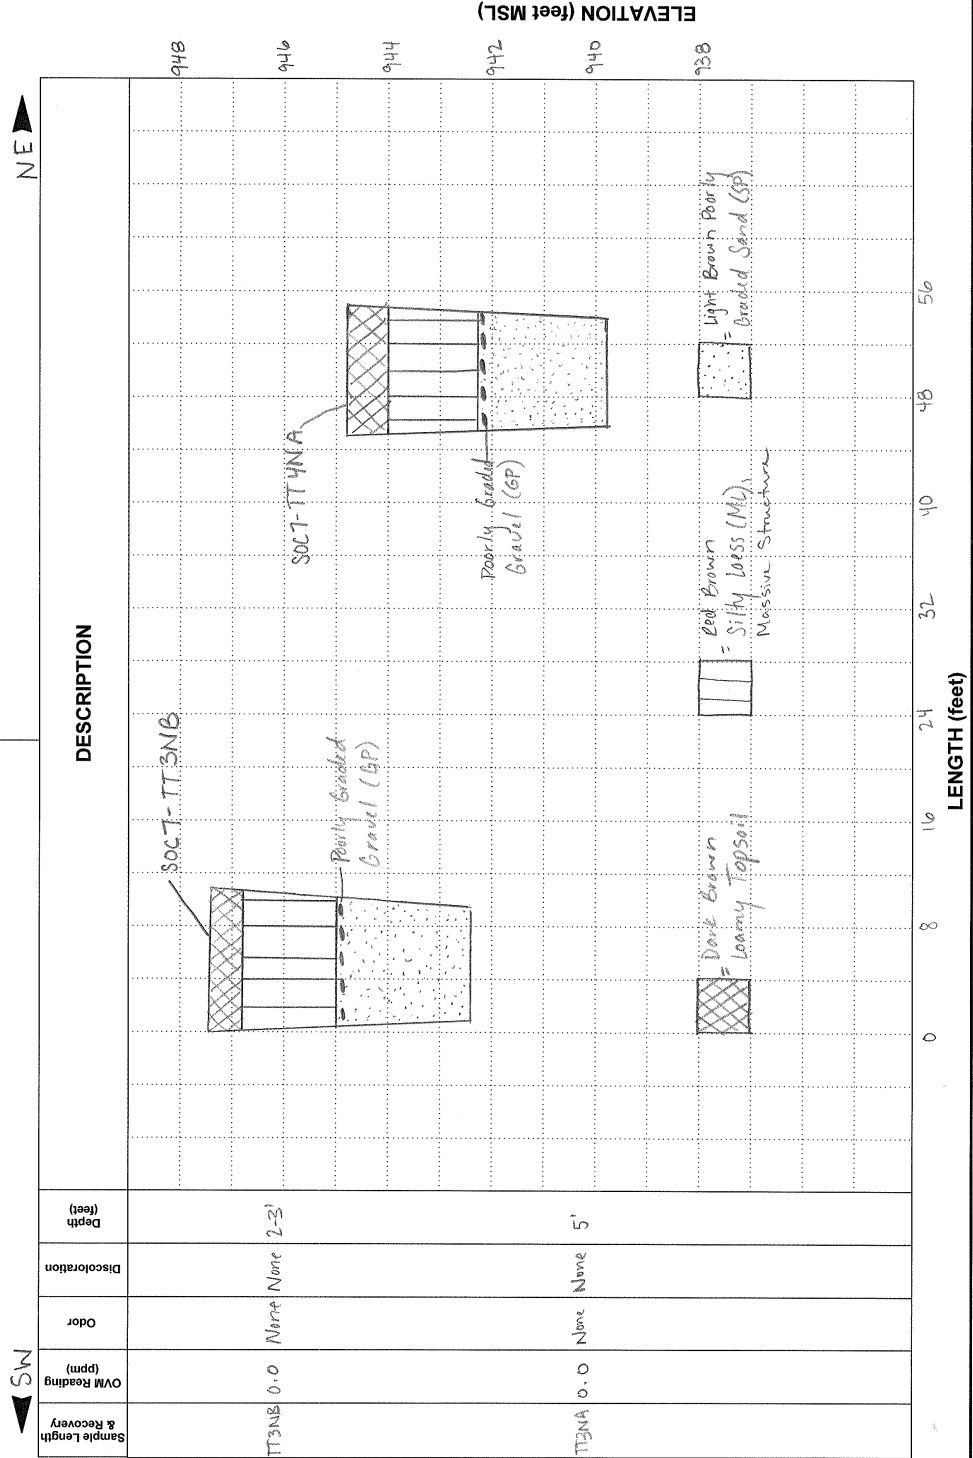 SW
NE
Sample Length
& Recovery
OVM Reading
(ppm)
Odor
Discoloration
Depth
(feet)
DESCRIPTION
ELEVATION (feet MSL)
948
946
944
942
940
938
TT3NB 0.0 None None 2-3'
TT3NA 0.0 None None 5'
SOC7-TT3NB
Poorly Graded
Gravel (GP)
SOC7-TT4NA
Poorly Graded
Gravel (GP)
= Dark Brown
Loamy Topsoil
= Red Brown
Silty Loess (ML),
Massive Structure
= Light Brown Poorly
Graded Sand (SP)
0 8 16 24 32 40 48 56
LENGTH (feet)